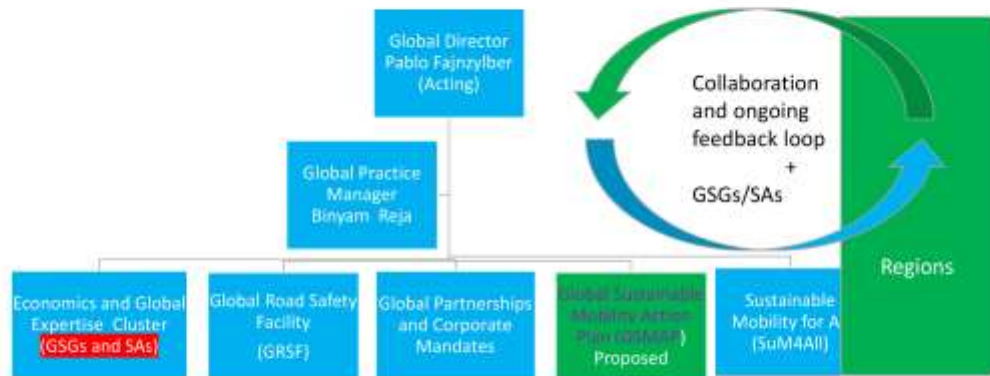 Global Director
Pablo Fajnzylber
(Acting)
Collaboration
and ongoing
feedback loop
+
GSGs/SAs
Global Practice
Manager
Binyam Reja
Regions
Economics and Global
Expertise Cluster
(GSGs and SAs)
Global Road Safety
Facility
(GRSF)
Global Partnerships
and Corporate
Mandates
Global Sustainable
Mobility Action
Plan (GSMAP)
Proposed
Sustainable
Mobility for A
(SuM4All)